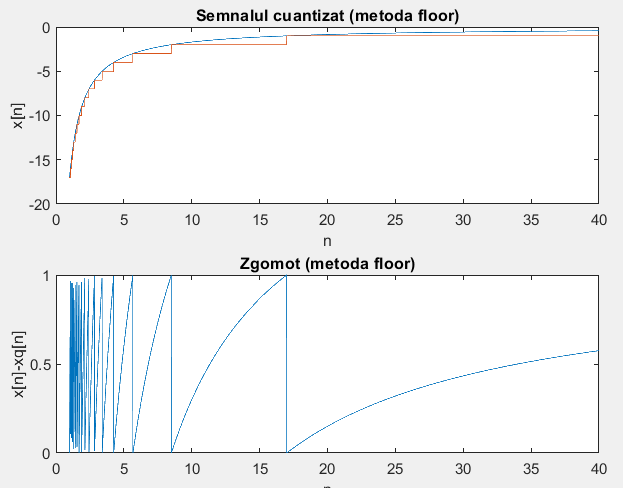 Semnalul cuantizat (metoda floor)
0
-5
-10
-15
-20
x[n]
0 5 10 15 20 25 30 35 40
n
Zgomot (metoda floor)
1
0.5
0
x[n]-xq[n]
0 5 10 15 20 25 30 35 40